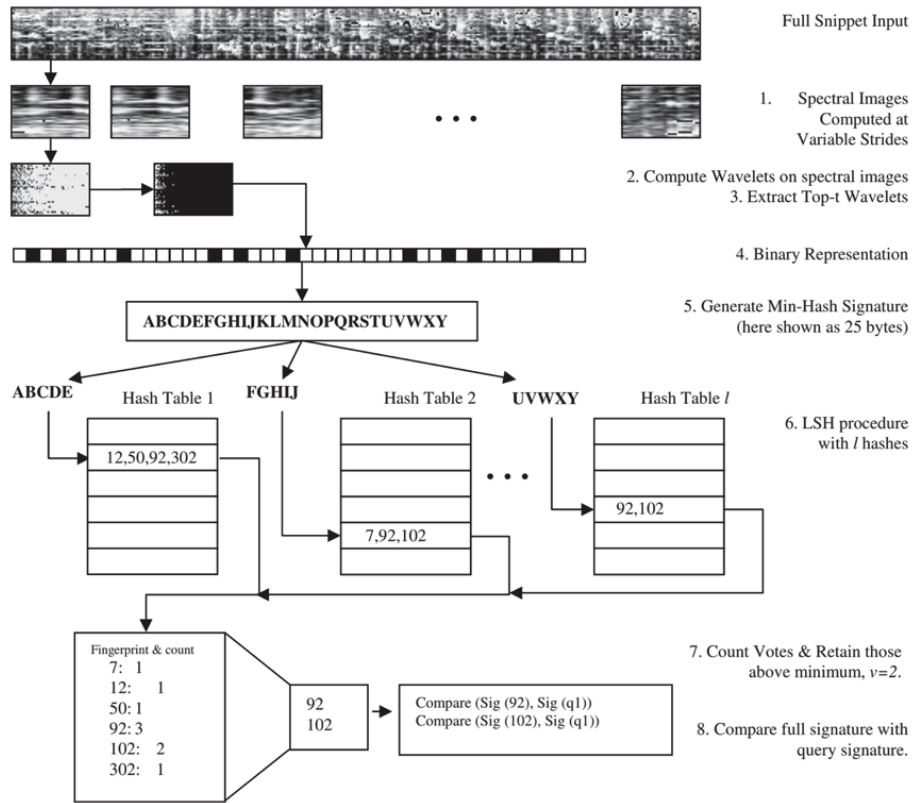 Full Snippet Input
1. Spectral Images
Computed at
Variable Strides
2. Compute Wavelets on spectral images
3. Extract Top-t Wavelets
4. Binary Representation
5. Generate Min-Hash Signature
(here shown as 25 bytes)
ABCDEFGHIJKLMNOPQRSTUVWXY
ABCDE
Hash Table 1
FGHIJ
Hash Table 2
UVWXY
Hash Table l
6. LSH procedure
with l hashes
12,50,92,302
7,92,102
92,102
• • •
• • •
Fingerprint & count
7: 1
12: 1
50: 1
92: 3
102: 2
302: 1
92
102
Compare (Sig (92), Sig (q1))
Compare (Sig (102), Sig (q1))
7. Count Votes & Retain those
above minimum, v=2.
8. Compare full signature with
query signature.